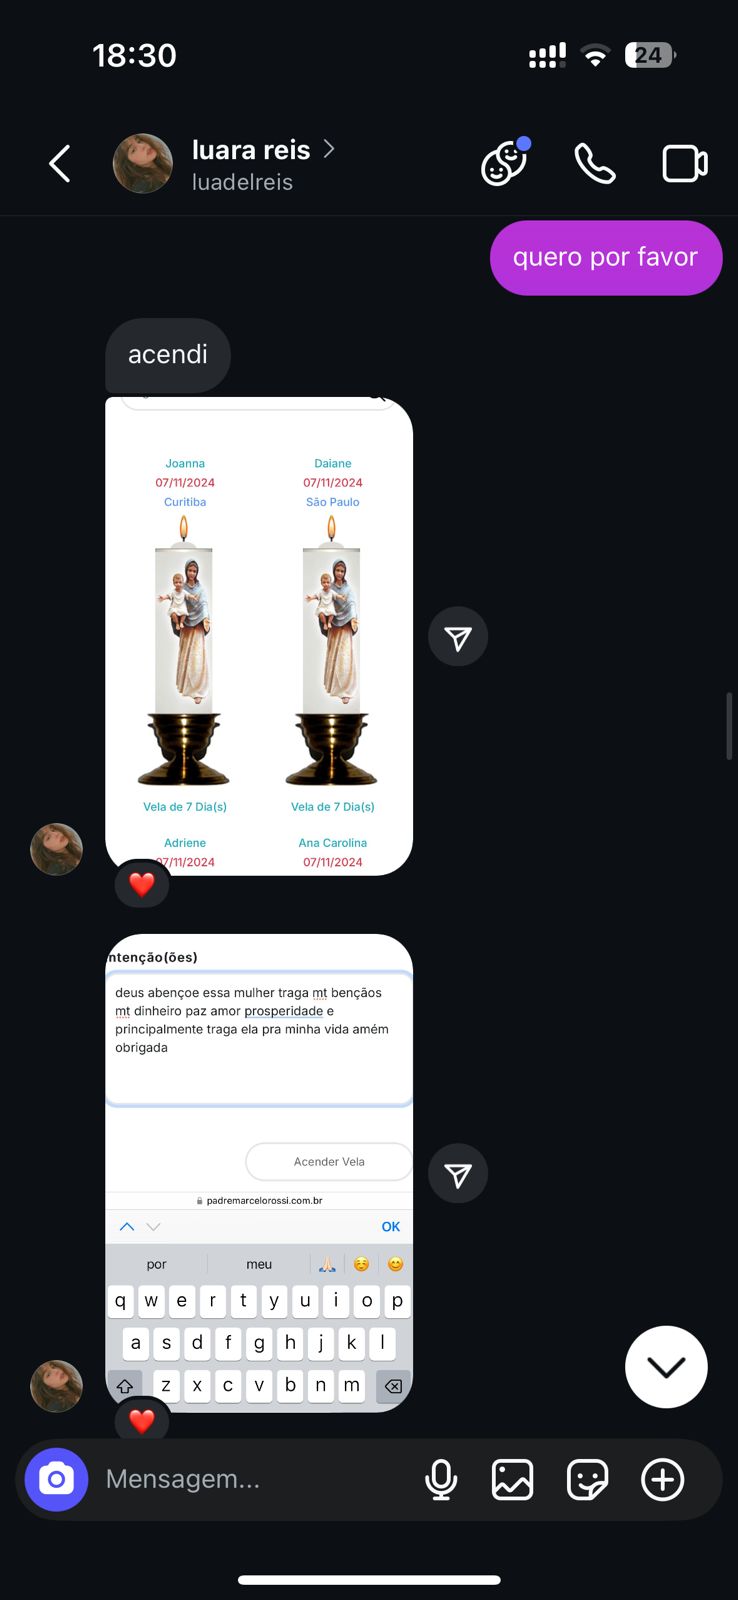 18:30
24
luara reis
luadelreis
quero por favor
acendi
Joanna Daiane
07/11/2024 07/11/2024
Curitiba São Paulo
Vela de 7 Dia(s) Vela de 7 Dia(s)
Adriene Ana Carolina
07/11/2024 07/11/2024
ntenção(ões)
deus abençoe essa mulher traga mt bençãos
mt dinheiro paz amor prosperidade e
principalmente traga ela pra minha vida amém
obrigada
Acender Vela
padremarcelorossi.com.br
OK
por meu
q w e r t y u i o p
a s d f g h j k l
z x c v b n m
Mensagem...